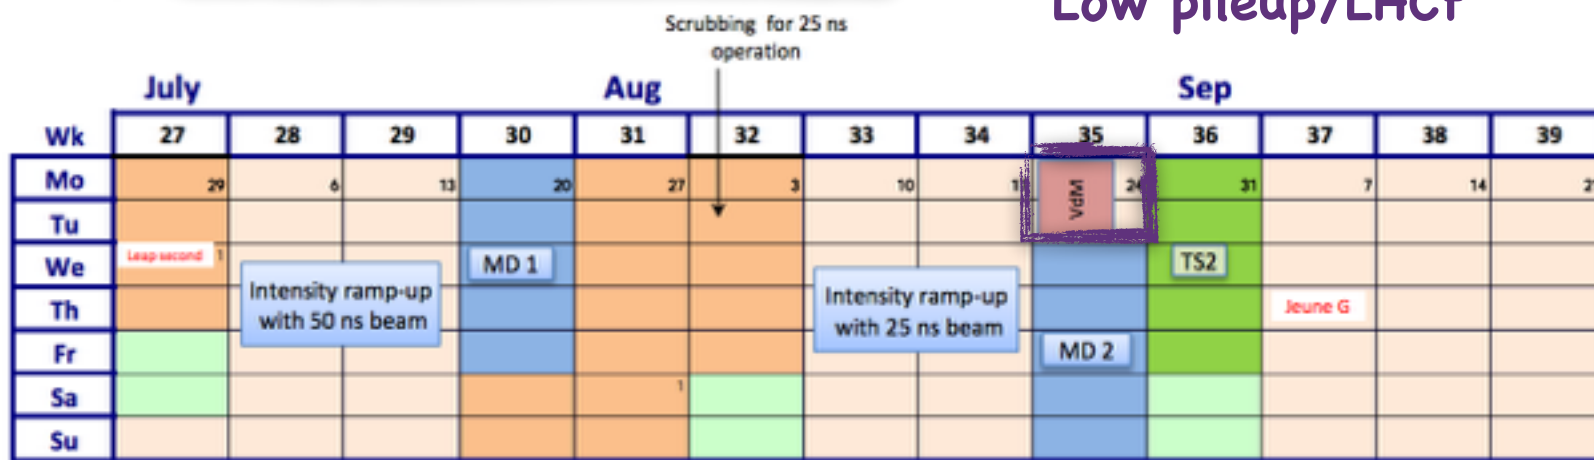 Low pileup/LHCf
Scrubbing for 25 ns
operation
July Aug Sep
Wk 27 28 29 30 31 32 33 34 35 36 37 38 39
Mo 29 6 13 20 27 3 10 24 31 7 14
VdM
Tu
We Leap second 1 MD 1 TS2
Intensity ramp-up
with 50 ns beam
Intensity ramp-up
with 25 ns beam
Th Jeune G
Fr MD 2
Sa 1
Su